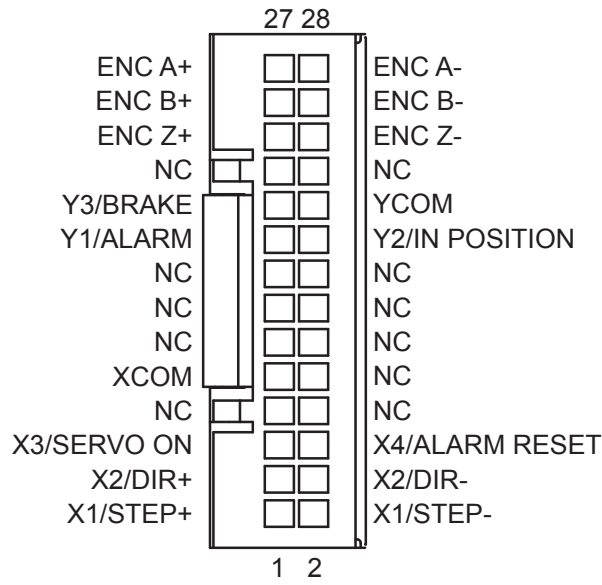 27 28
ENC A+ ENC A-
ENC B+ ENC B-
ENC Z+ ENC Z-
NC NC
Y3/BRAKE YCOM
Y1/ALARM Y2/IN POSITION
NC NC
NC NC
NC NC
XCOM NC
NC NC
X3/SERVO ON X4/ALARM RESET
X2/DIR+ X2/DIR-
X1/STEP+ X1/STEP-
1 2